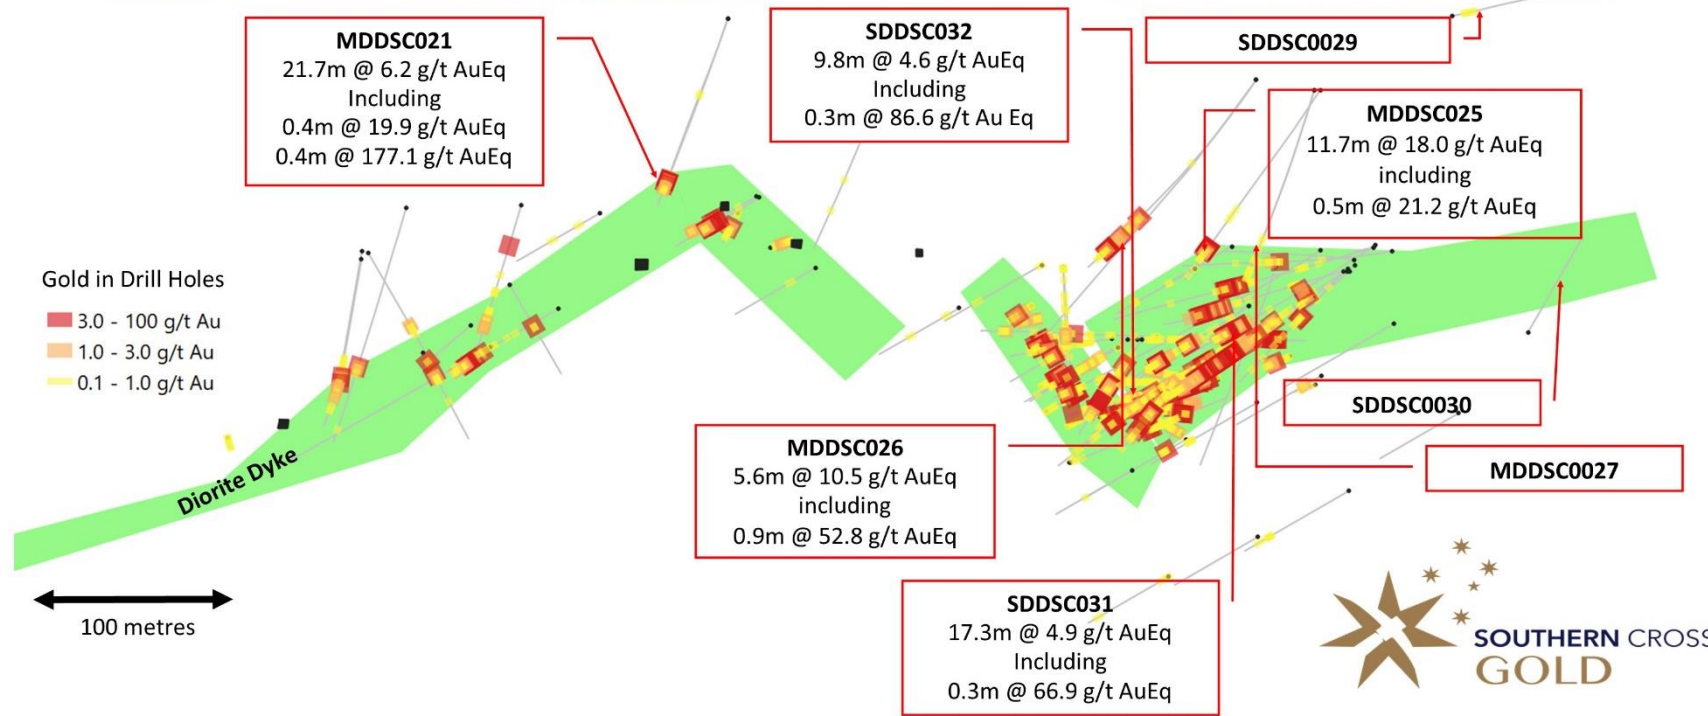 MDDSC021
21.7m @ 6.2 g/t AuEq
Including
0.4m @ 19.9 g/t AuEq
0.4m @ 177.1 g/t AuEq
SDDSC032
9.8m @ 4.6 g/t AuEq
Including
0.3m @ 86.6 g/t Au Eq
SDDSC0029
MDDSC025
11.7m @ 18.0 g/t AuEq
including
0.5m @ 21.2 g/t AuEq
Gold in Drill Holes
3.0 - 100 g/t Au
1.0 - 3.0 g/t Au
0.1 - 1.0 g/t Au
Diorite Dyke
SDDSC0030
MDDSC026
5.6m @ 10.5 g/t AuEq
including
0.9m @ 52.8 g/t AuEq
MDDSC0027
SDDSC031
17.3m @ 4.9 g/t AuEq
Including
0.3m @ 66.9 g/t AuEq
100 metres
SOUTHERN CROSS
GOLD